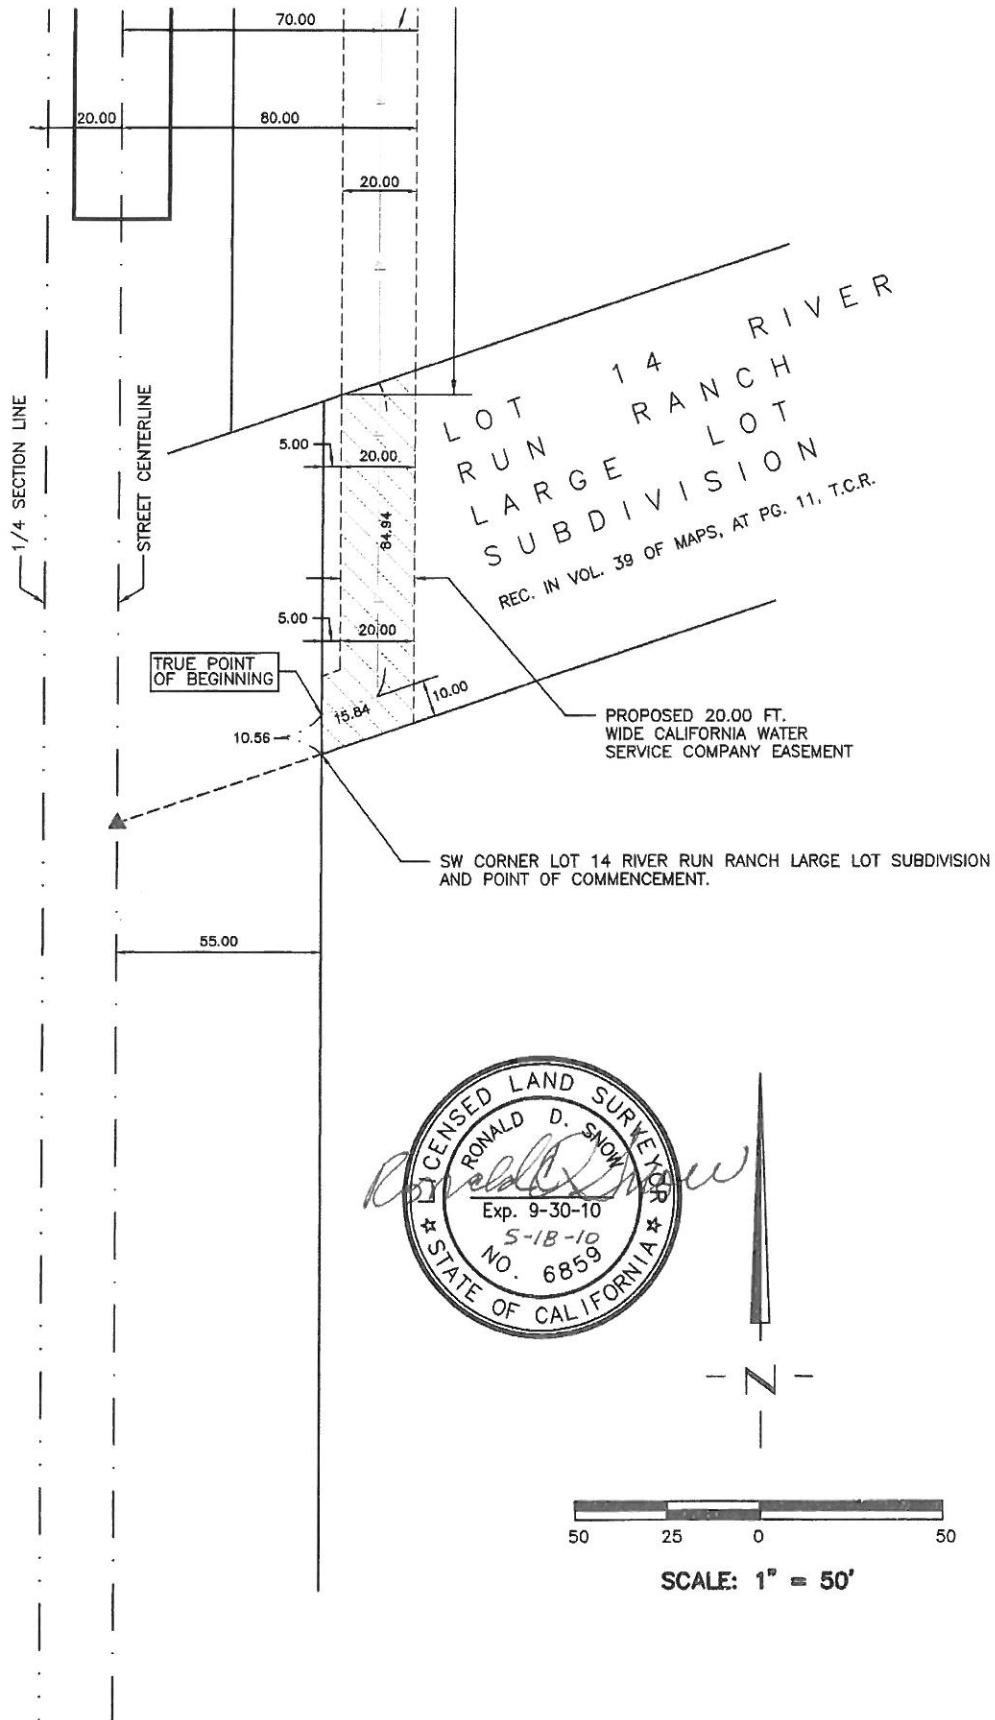 70.00
20.00
80.00
20.00
LOT 14 RIVER
RUN RANCH
LARGE LOT
SUBDIVISION
REC. IN VOL. 39 OF MAPS, AT PG. 11, T.C.R.
1/4 SECTION LINE
STREET CENTERLINE
5.00
20.00
84.94
5.00
20.00
TRUE POINT
OF BEGINNING
15.84
10.00
10.56
PROPOSED 20.00 FT.
WIDE CALIFORNIA WATER
SERVICE COMPANY EASEMENT
SW CORNER LOT 14 RIVER RUN RANCH LARGE LOT SUBDIVISION
AND POINT OF COMMENCEMENT.
55.00
LICENSED LAND SURVEYOR
RONALD D. SNOW
Ronald D Snow
Exp. 9-30-10
5-18-10
NO. 6859
STATE OF CALIFORNIA
N
50 25 0 50
SCALE: 1" = 50'